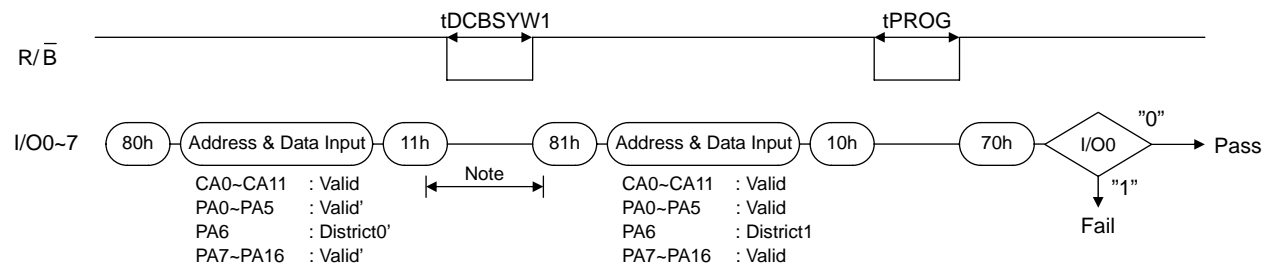 tDCBSYW1 tPROG
R/B̅
I/O0~7 80h Address & Data Input 11h 81h Address & Data Input 10h 70h I/O0 "0" Pass
Note "1"
Fail
CA0~CA11 : Valid
PA0~PA5 : Valid’
PA6 : District0’
PA7~PA16 : Valid’
CA0~CA11 : Valid
PA0~PA5 : Valid
PA6 : District1
PA7~PA16 : Valid